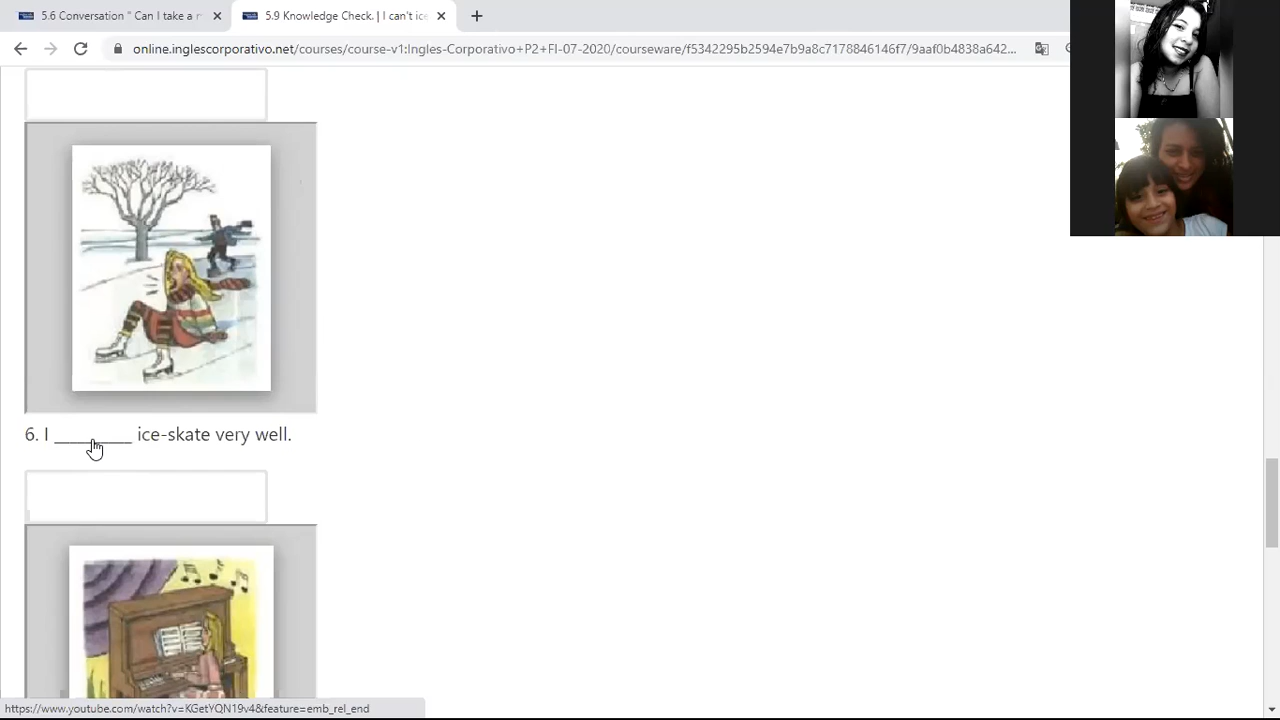 5.6 Conversation " Can I take a r
5.9 Knowledge Check. | I can't ice
online.inglescorporativo.net/courses/course-v1:Ingles-Corporativo+P2+FI-07-2020/courseware/f5342295b2594e7b9a8c7178846146f7/9aaf0b4838a642...
6. I ________ ice-skate very well.
https://www.youtube.com/watch?v=KGetYQN19v4&feature=emb_rel_end